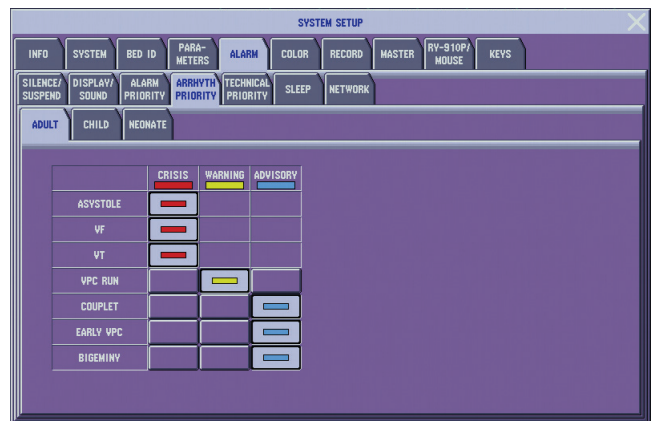 SYSTEM SETUP
INFO SYSTEM BED ID PARA- METERS ALARM COLOR RECORD MASTER RY-910P/ MOUSE KEYS
SILENCE/ SUSPEND DISPLAY/ SOUND ALARM PRIORITY ARRHYTH PRIORITY TECHNICAL PRIORITY SLEEP NETWORK
ADULT CHILD NEONATE
CRISIS WARNING ADVISORY
ASYSTOLE
VF
VT
VPC RUN
COUPLET
EARLY VPC
BIGEMINY